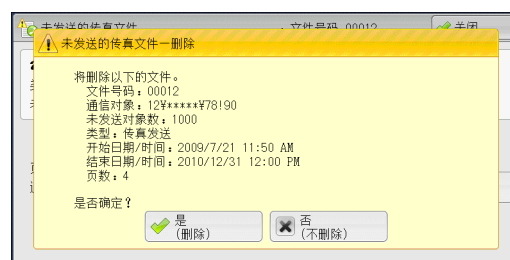 未发送的传真文件
文件号码 00012
关闭
未发送的传真文件—删除
将删除以下的文件。
文件号码：00012
通信对象：12¥*****¥78!90
未发送对象数：1000
类型：传真发送
开始日期/时间：2009/7/21 11:50 AM
结束日期/时间：2010/12/31 12:00 PM
页数：4
是否确定？
是
（删除）
否
（不删除）